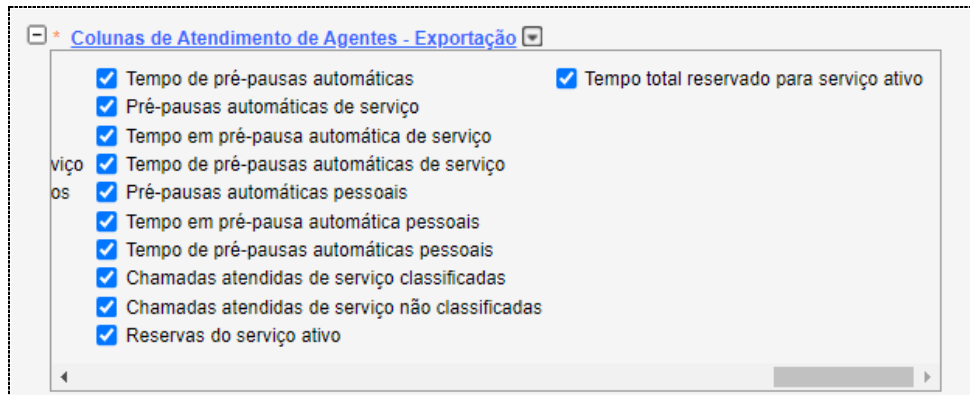 * Colunas de Atendimento de Agentes - Exportação
Tempo de pré-pausas automáticas Tempo total reservado para serviço ativo
Pré-pausas automáticas de serviço
Tempo em pré-pausa automática de serviço
viço Tempo de pré-pausas automáticas de serviço
os Pré-pausas automáticas pessoais
Tempo em pré-pausa automática pessoais
Tempo de pré-pausas automáticas pessoais
Chamadas atendidas de serviço classificadas
Chamadas atendidas de serviço não classificadas
Reservas do serviço ativo